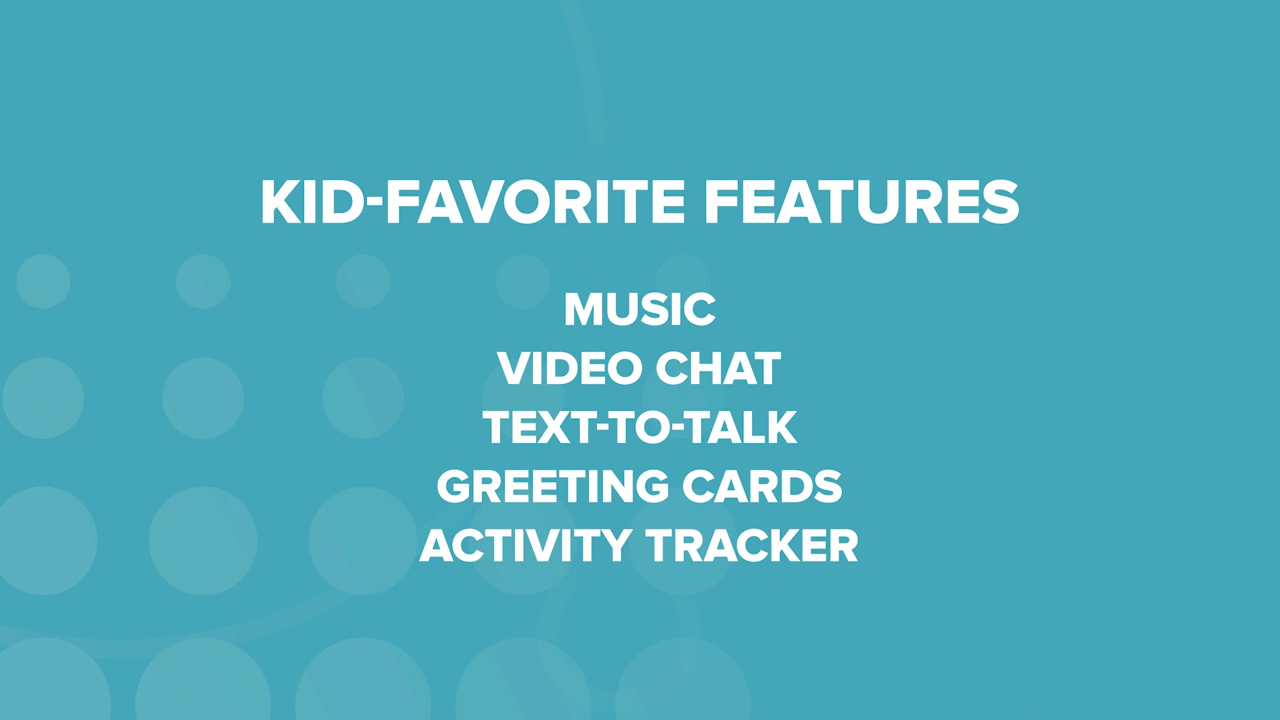 KID-FAVORITE FEATURES
MUSIC
VIDEO CHAT
TEXT-TO-TALK
GREETING CARDS
ACTIVITY TRACKER